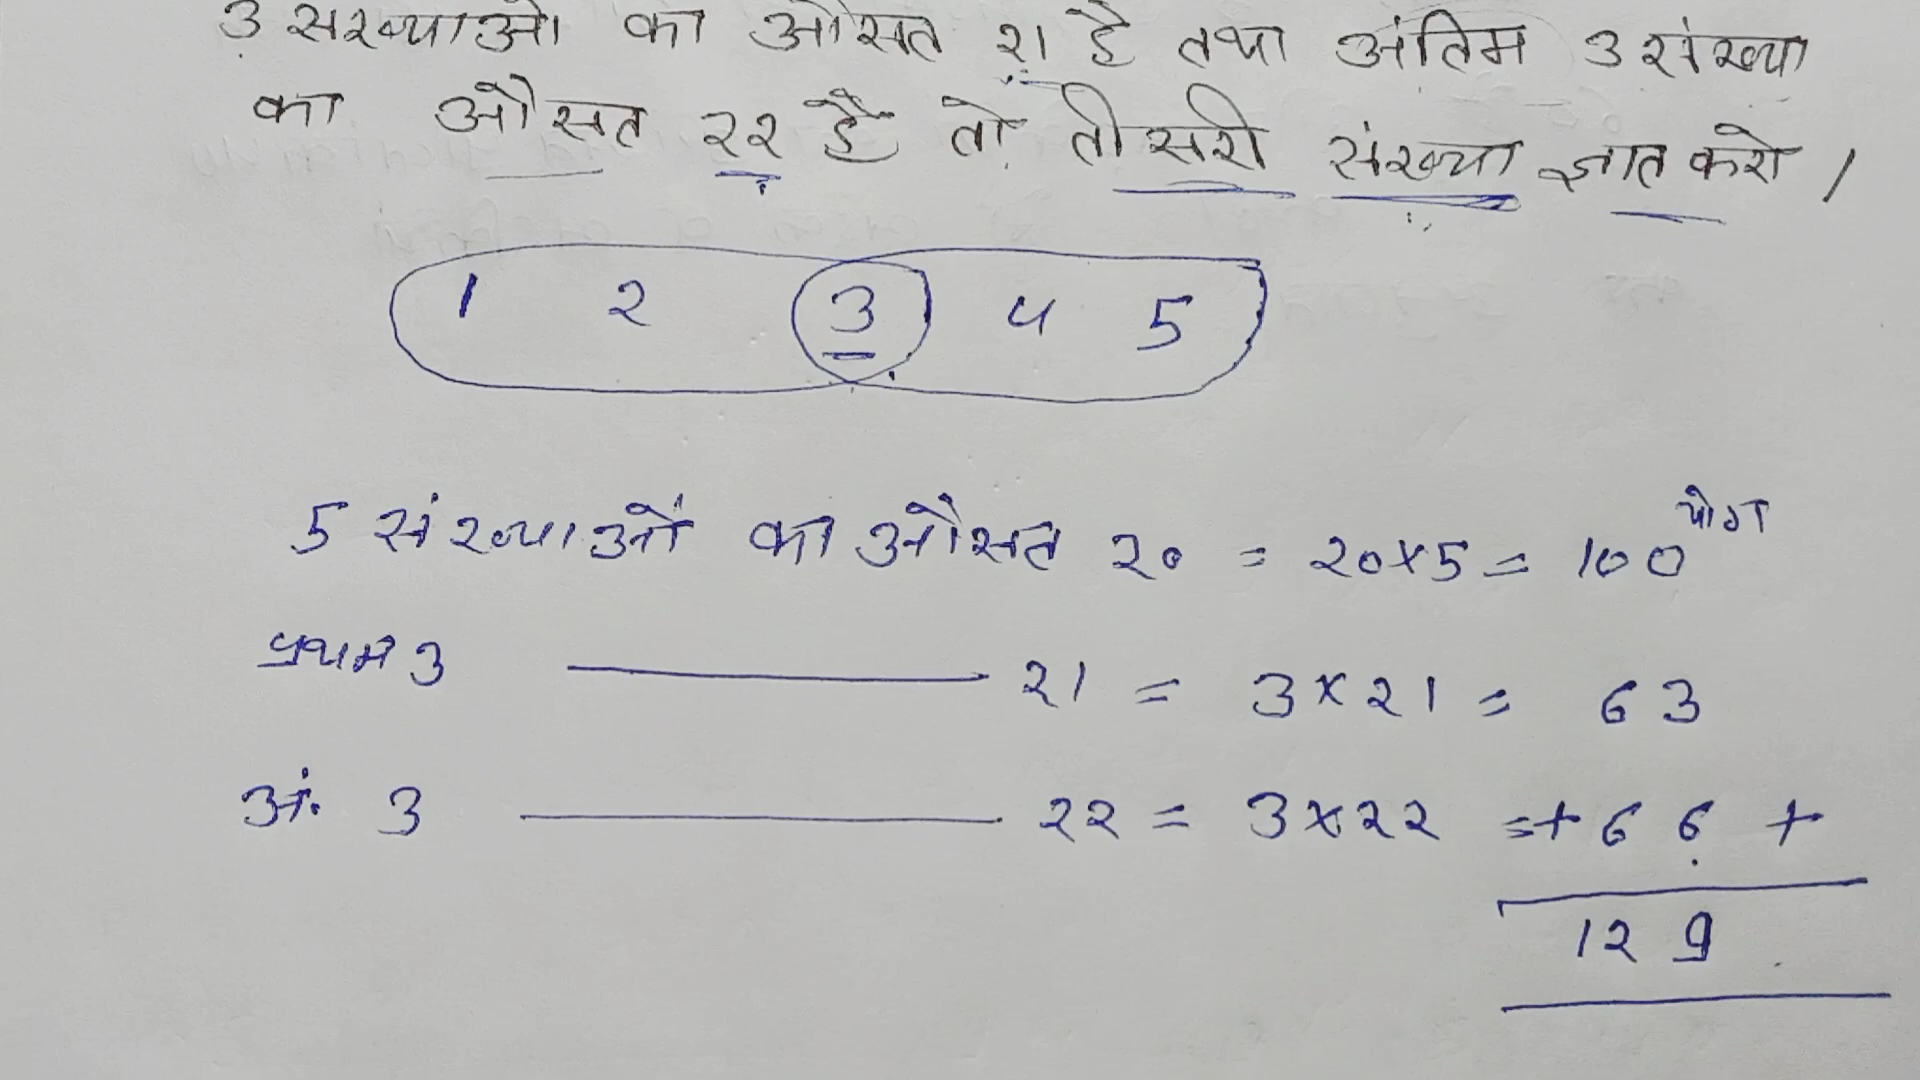 3 संख्याओं का औसत 21 है तथा अंतिम 3 संख्या
का औसत 22 है तो तीसरी संख्या ज्ञात करो ।
1 2 3 4 5
5 संख्याओं का औसत 20 = 20×5 = 100 योग
प्रथम 3 —— 21 = 3×21 = 63
अं. 3 —— 22 = 3×22 =+ 66 +
129